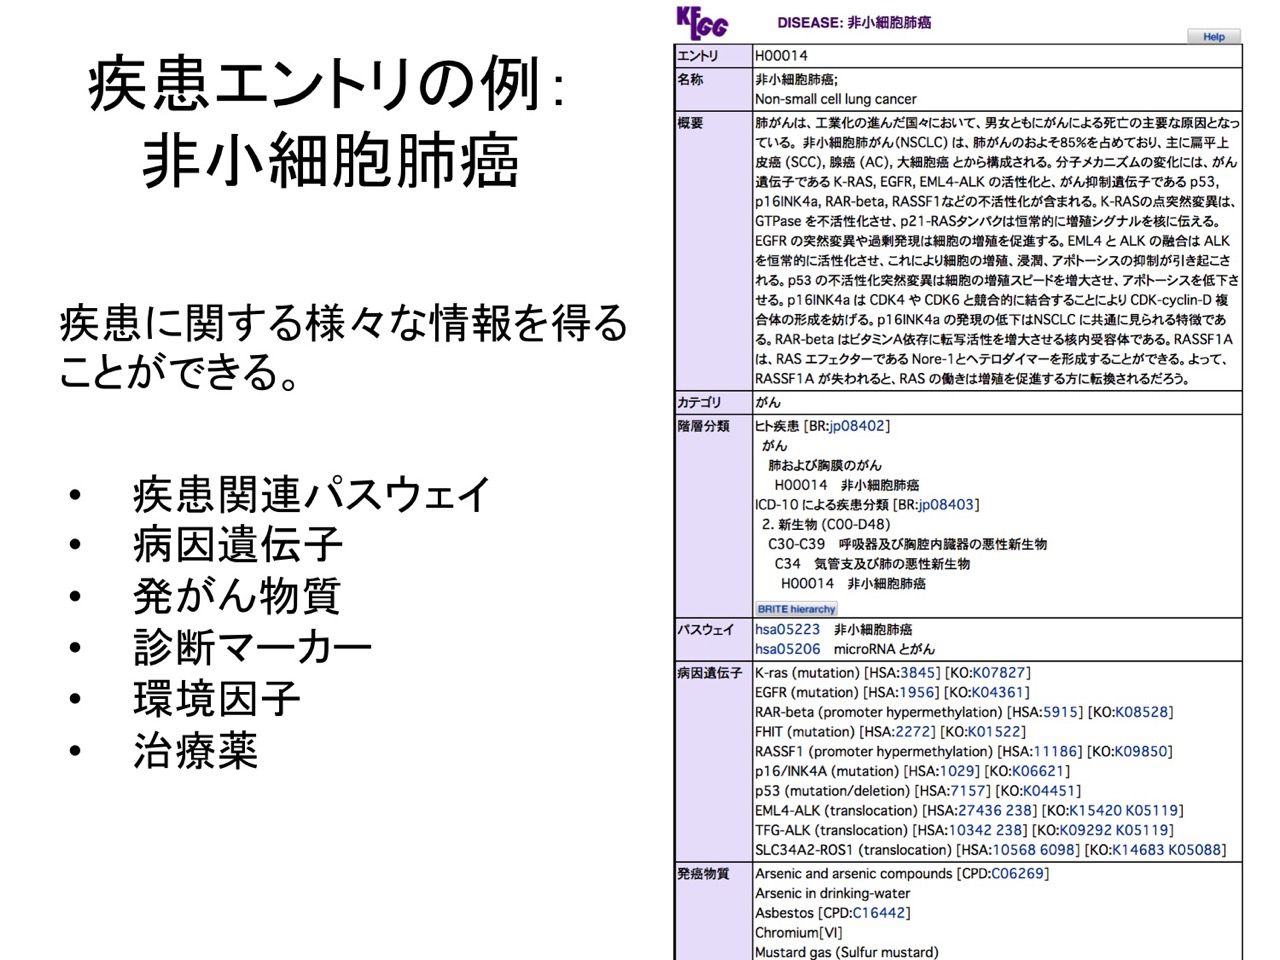 疾患エントリの例:
非小細胞肺癌
疾患に関する様々な情報を得る
ことができる。
• 疾患関連パスウェイ
• 病因遺伝子
• 発がん物質
• 診断マーカー
• 環境因子
• 治療薬
KEGG
DISEASE: 非小細胞肺癌
Help
エントリ H00014
名称 非小細胞肺癌;
Non-small cell lung cancer
概要 肺がんは、工業化の進んだ国々において、男女ともにがんによる死亡の主要な原因となっ
ている。非小細胞肺がん(NSCLC) は、肺がんのおよそ85%を占めており、主に扁平上
皮癌 (SCC), 腺癌 (AC), 大細胞癌 とから構成される。分子メカニズムの変化には、がん
遺伝子である K-RAS, EGFR, EML4-ALK の活性化と、がん抑制遺伝子である p53,
p16INK4a, RAR-beta, RASSF1などの不活性化が含まれる。K-RASの点突然変異は、
GTPase を不活性化させ、p21-RASタンパクは恒常的に増殖シグナルを核に伝える。
EGFR の突然変異や過剰発現は細胞の増殖を促進する。EML4 と ALK の融合は ALK
を恒常的に活性化させ、これにより細胞の増殖、浸潤、アポトーシスの抑制が引き起こさ
れる。p53 の不活性化突然変異は細胞の増殖スピードを増大させ、アポトーシスを低下さ
せる。p16INK4a は CDK4 や CDK6 と競合的に結合することにより CDK-cyclin-D 複
合体の形成を妨げる。p16INK4a の発現の低下はNSCLC に共通に見られる特徴であ
る。RAR-beta はビタミンA依存に転写活性を増大させる核内受容体である。RASSF1A
は、RAS エフェクターである Nore-1とヘテロダイマーを形成することができる。よって、
RASSF1A が失われると、RAS の働きは増殖を促進する方に転換されるだろう。
カテゴリ がん
階層分類 ヒト疾患 [BR:jp08402]
がん
肺および胸膜のがん
H00014 非小細胞肺癌
ICD-10 による疾患分類 [BR:jp08403]
2. 新生物 (C00-D48)
C30-C39 呼吸器及び胸腔内臓器の悪性新生物
C34 気管支及び肺の悪性新生物
H00014 非小細胞肺癌
BRITE hierarchy
パスウェイ hsa05223 非小細胞肺癌
hsa05206 microRNA とがん
病因遺伝子 K-ras (mutation) [HSA:3845] [KO:K07827]
EGFR (mutation) [HSA:1956] [KO:K04361]
RAR-beta (promoter hypermethylation) [HSA:5915] [KO:K08528]
FHIT (mutation) [HSA:2272] [KO:K01522]
RASSF1 (promoter hypermethylation) [HSA:11186] [KO:K09850]
p16/INK4A (mutation) [HSA:1029] [KO:K06621]
p53 (mutation/deletion) [HSA:7157] [KO:K04451]
EML4-ALK (translocation) [HSA:27436 238] [KO:K15420 K05119]
TFG-ALK (translocation) [HSA:10342 238] [KO:K09292 K05119]
SLC34A2-ROS1 (translocation) [HSA:10568 6098] [KO:K14683 K05088]
発癌物質 Arsenic and arsenic compounds [CPD:C06269]
Arsenic in drinking-water
Asbestos [CPD:C16442]
Chromium[VI]
Mustard gas (Sulfur mustard)